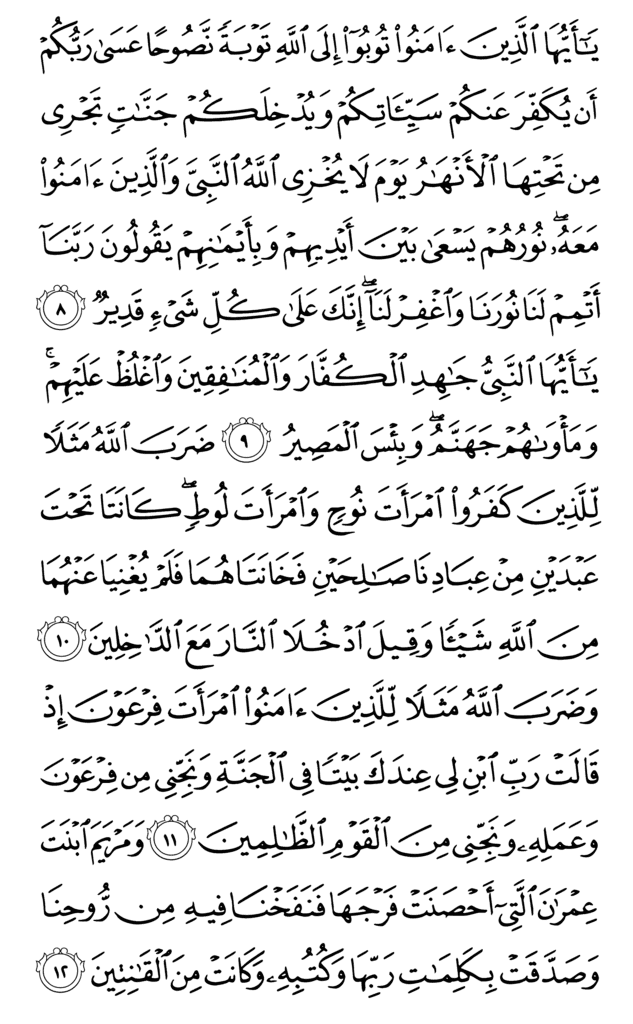 يَٰٓأَيُّهَا ٱلَّذِينَ ءَامَنُوا۟ تُوبُوٓا۟ إِلَى ٱللَّهِ تَوْبَةً نَّصُوحًا عَسَىٰ رَبُّكُمْ
أَن يُكَفِّرَ عَنكُمْ سَيِّـَٔاتِكُمْ وَيُدْخِلَكُمْ جَنَّٰتٍ تَجْرِى
مِن تَحْتِهَا ٱلْأَنْهَٰرُ يَوْمَ لَا يُخْزِى ٱللَّهُ ٱلنَّبِىَّ وَٱلَّذِينَ ءَامَنُوا۟
مَعَهُۥ ۖ نُورُهُمْ يَسْعَىٰ بَيْنَ أَيْدِيهِمْ وَبِأَيْمَٰنِهِمْ يَقُولُونَ رَبَّنَآ
أَتْمِمْ لَنَا نُورَنَا وَٱغْفِرْ لَنَآ ۖ إِنَّكَ عَلَىٰ كُلِّ شَىْءٍ قَدِيرٌ ٨
يَٰٓأَيُّهَا ٱلنَّبِىُّ جَٰهِدِ ٱلْكُفَّارَ وَٱلْمُنَٰفِقِينَ وَٱغْلُظْ عَلَيْهِمْ ۚ
وَمَأْوَىٰهُمْ جَهَنَّمُ ۖ وَبِئْسَ ٱلْمَصِيرُ ٩ ضَرَبَ ٱللَّهُ مَثَلًا
لِّلَّذِينَ كَفَرُوا۟ ٱمْرَأَتَ نُوحٍ وَٱمْرَأَتَ لُوطٍ ۖ كَانَتَا تَحْتَ
عَبْدَيْنِ مِنْ عِبَادِنَا صَٰلِحَيْنِ فَخَانَتَاهُمَا فَلَمْ يُغْنِيَا عَنْهُمَا
مِنَ ٱللَّهِ شَيْـًٔا وَقِيلَ ٱدْخُلَا ٱلنَّارَ مَعَ ٱلدَّٰخِلِينَ ١٠
وَضَرَبَ ٱللَّهُ مَثَلًا لِّلَّذِينَ ءَامَنُوا۟ ٱمْرَأَتَ فِرْعَوْنَ إِذْ
قَالَتْ رَبِّ ٱبْنِ لِى عِندَكَ بَيْتًا فِى ٱلْجَنَّةِ وَنَجِّنِى مِن فِرْعَوْنَ
وَعَمَلِهِۦ وَنَجِّنِى مِنَ ٱلْقَوْمِ ٱلظَّٰلِمِينَ ١١ وَمَرْيَمَ ٱبْنَتَ
عِمْرَٰنَ ٱلَّتِىٓ أَحْصَنَتْ فَرْجَهَا فَنَفَخْنَا فِيهِ مِن رُّوحِنَا
وَصَدَّقَتْ بِكَلِمَٰتِ رَبِّهَا وَكُتُبِهِۦ وَكَانَتْ مِنَ ٱلْقَٰنِتِينَ ١٢